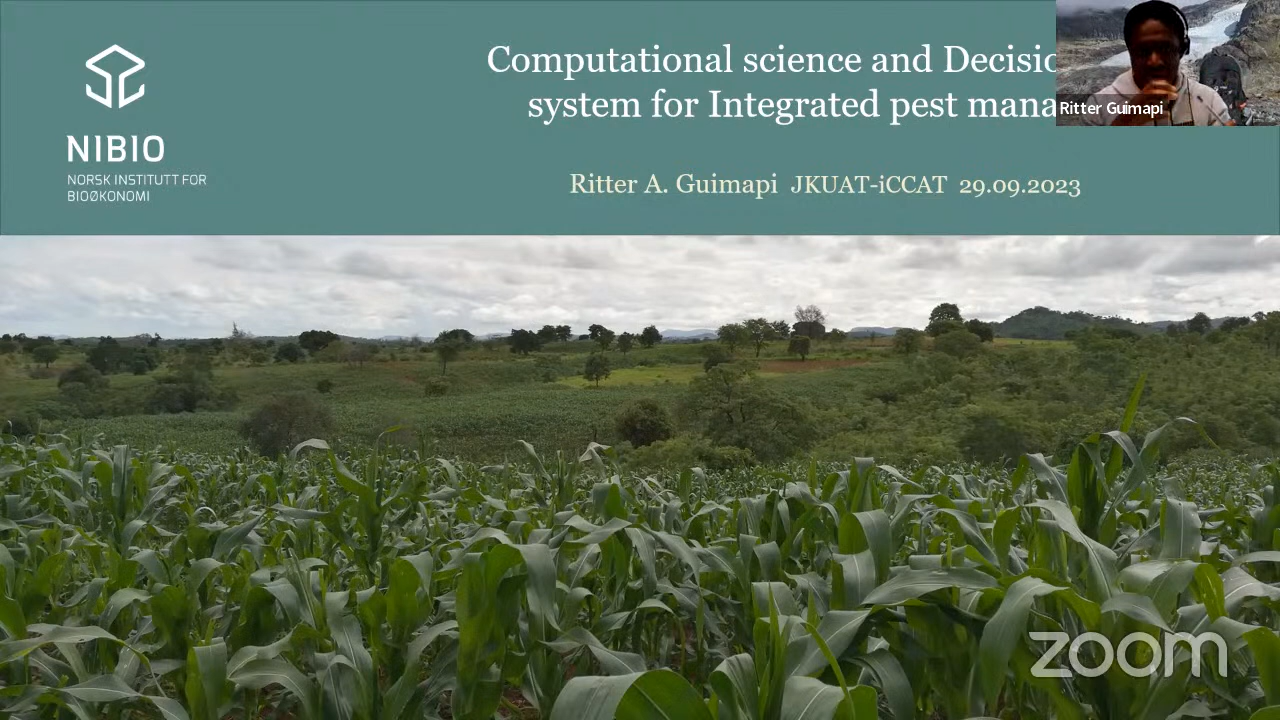 NIBIO
NORSK INSTITUTT FOR
BIOØKONOMI
Computational science and Decisio
system for Integrated pest mana
Ritter A. Guimapi JKUAT-iCCAT 29.09.2023
Ritter Guimapi
zoom